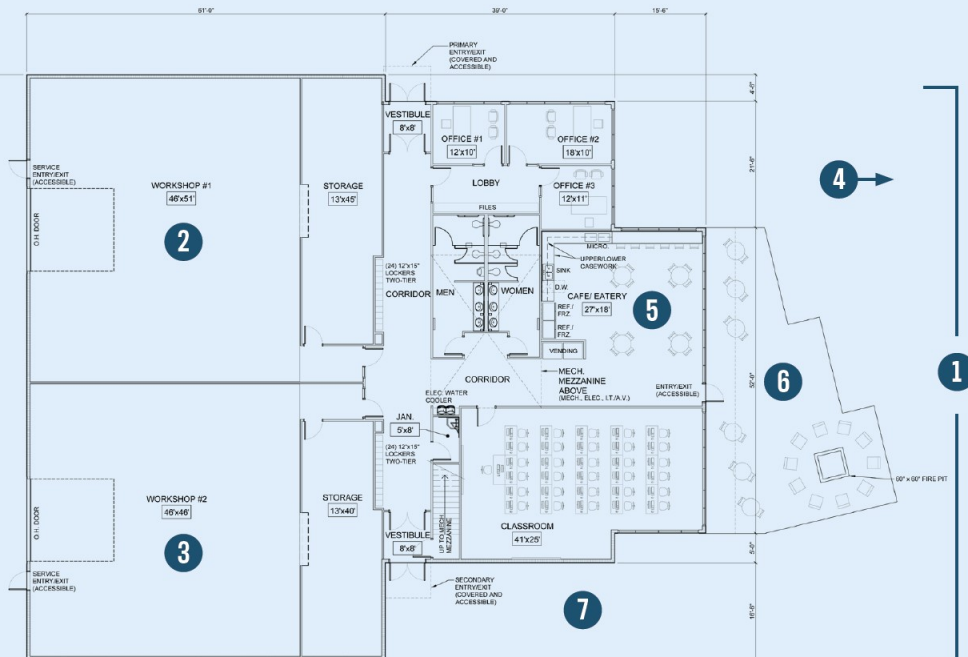 61'-0"
39'-0"
15'-6"
PRIMARY
ENTRY/EXIT
(COVERED AND
ACCESSIBLE)
4'-5"
VESTIBULE
8'x8'
OFFICE #1
12'x10'
OFFICE #2
18'x10'
21'-6"
SERVICE
ENTRY/EXIT
(ACCESSIBLE)
WORKSHOP #1
46'x51'
STORAGE
13'x45'
LOBBY
OFFICE #3
12'x11'
4
FILES
O.H. DOOR
2
MICRO.
UPPER/LOWER
CASEWORK
SINK
(24) 12"x15"
LOCKERS
TWO-TIER
CORRIDOR
MEN
WOMEN
D.W.
CAFE/ EATERY
27'x18'
5
REF./
FRZ.
REF./
FRZ.
VENDING
CORRIDOR
MECH.
MEZZANINE
ABOVE
(MECH., ELEC., I.T./A.V.)
ENTRY/EXIT
(ACCESSIBLE)
52'-0"
6
1
ELEC. WATER
COOLER
JAN.
5'x8'
(24) 12"x15"
LOCKERS
TWO-TIER
60" x 60" FIRE PIT
WORKSHOP #2
46'x46'
STORAGE
13'x40'
O.H. DOOR
3
UP TO MECH.
MEZZANINE
CLASSROOM
41'x25'
VESTIBULE
8'x8'
5'-0"
SERVICE
ENTRY/EXIT
(ACCESSIBLE)
SECONDARY
ENTRY/EXIT
(COVERED AND
ACCESSIBLE)
7
16'-6"